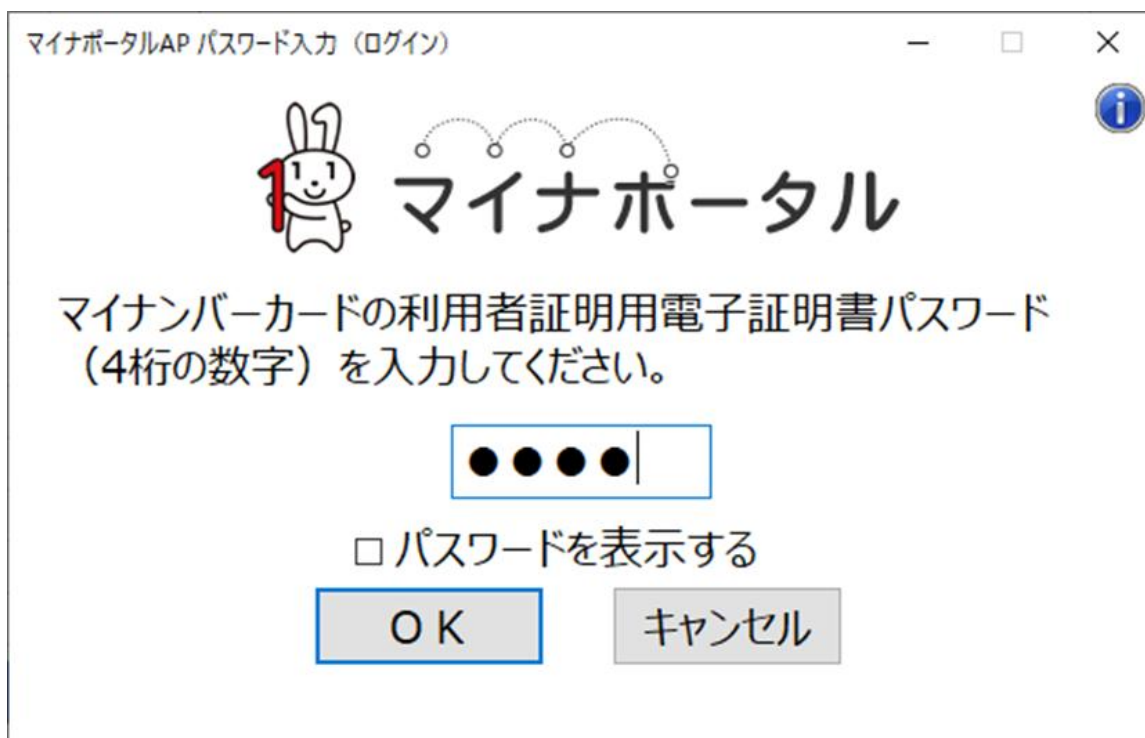 マイナポータルAP パスワード入力（ログイン）
マイナポータル
マイナンバーカードの利用者証明用電子証明書パスワード
（4桁の数字）を入力してください。
●●●●
パスワードを表示する
ＯＫ
キャンセル